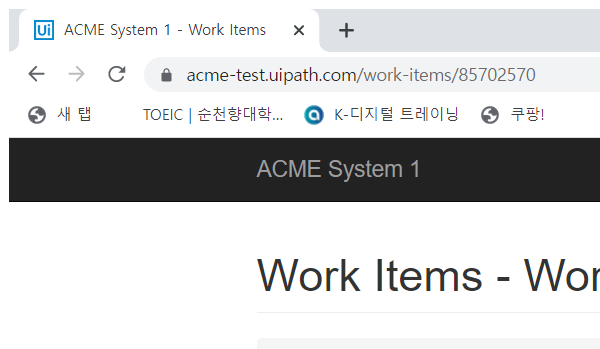 Ui ACME System 1 - Work Items
acme-test.uipath.com/work-items/85702570
새 탭 TOEIC | 순천향대학... K-디지털 트레이닝 쿠팡!
ACME System 1
Work Items - Wor